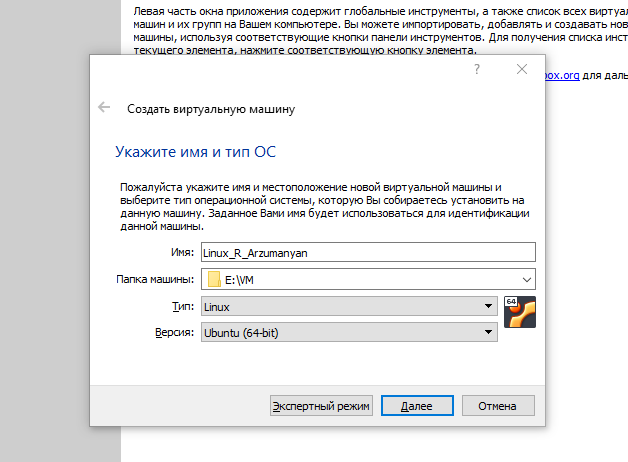 Левая часть окна приложения содержит глобальные инструменты, а также список всех
машин и их групп на Вашем компьютере. Вы можете импортировать, добавлять и создавать
машины, используя соответствующие кнопки панели инструментов. Для получения списка
текущего элемента, нажмите соответствующую кнопку элемента.
?
box.org для
Создать виртуальную машину
Укажите имя и тип ОС
Пожалуйста укажите имя и местоположение новой виртуальной машины и
выберите тип операционной системы, которую Вы собираетесь установить на
данную машину. Заданное Вами имя будет использоваться для идентификации
данной машины.
Имя: Linux_R_Arzumanyan
Папка машины: E:\VM
Тип: Linux
64
Версия: Ubuntu (64-bit)
Экспертный режим Далее Отмена